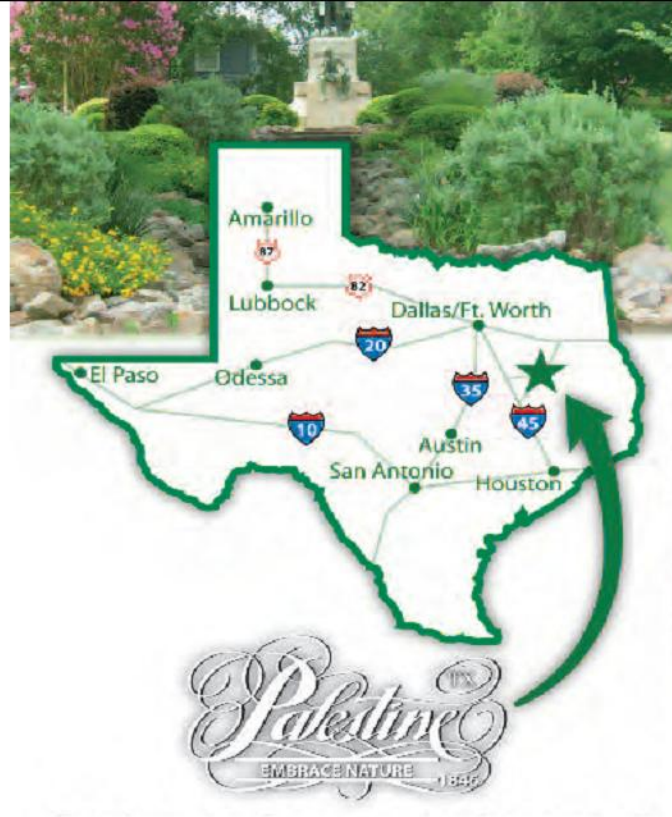 Amarillo
87
82
Lubbock
Dallas/Ft. Worth
20
El Paso
Odessa
35
10
45
Austin
San Antonio
Houston
TX
Palestine
EMBRACE NATURE
1846